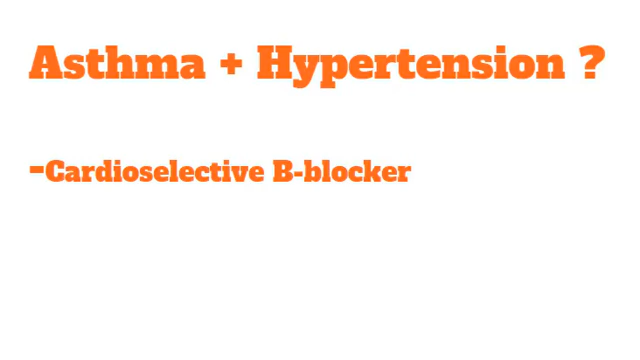 Asthma + Hypertension ?
-Cardioselective B-blocker